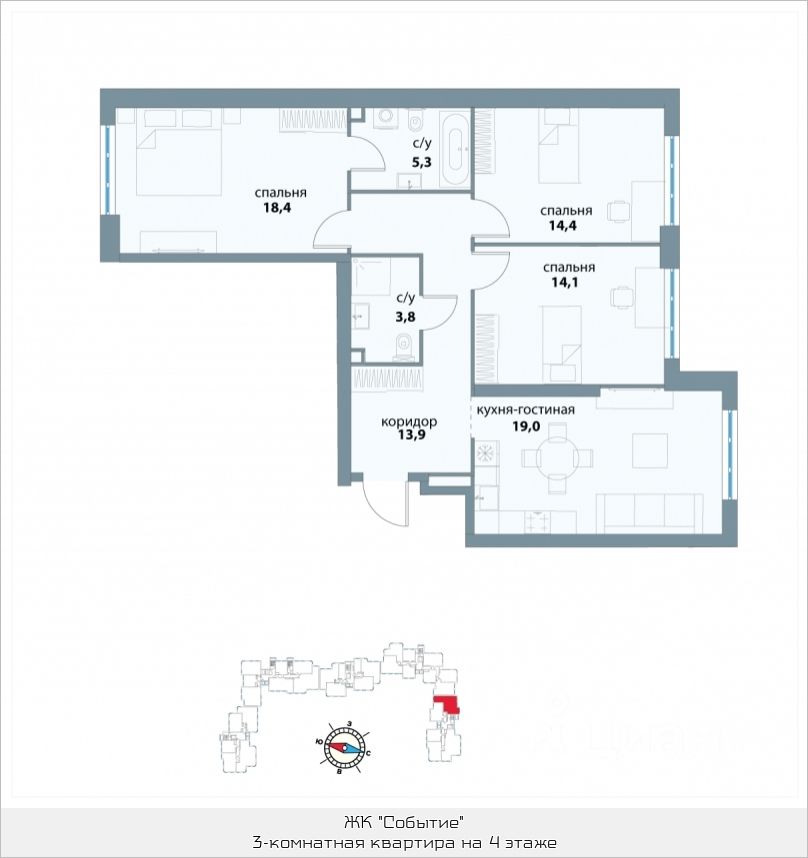 с/у
5,3
спальня
18,4
спальня
14,4
спальня
14,1
с/у
3,8
коридор
13,9
кухня-гостиная
19,0
З
Ю
С
В
ЖК "Событие"
3-комнатная квартира на 4 этаже